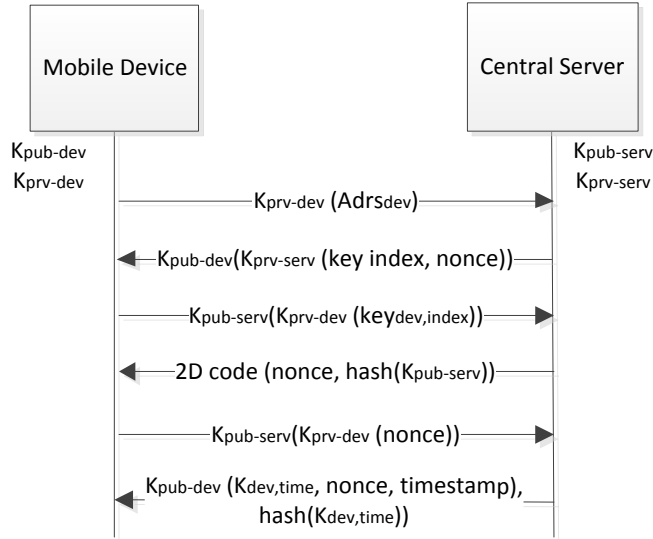 Mobile Device
Central Server
Kpub-dev
Kprv-dev
Kpub-serv
Kprv-serv
Kprv-dev (Adrsdev)
Kpub-dev(Kprv-serv (key index, nonce))
Kpub-serv(Kprv-dev (keydev,index))
2D code (nonce, hash(Kpub-serv))
Kpub-serv(Kprv-dev (nonce))
Kpub-dev (Kdev,time, nonce, timestamp),
hash(Kdev,time))